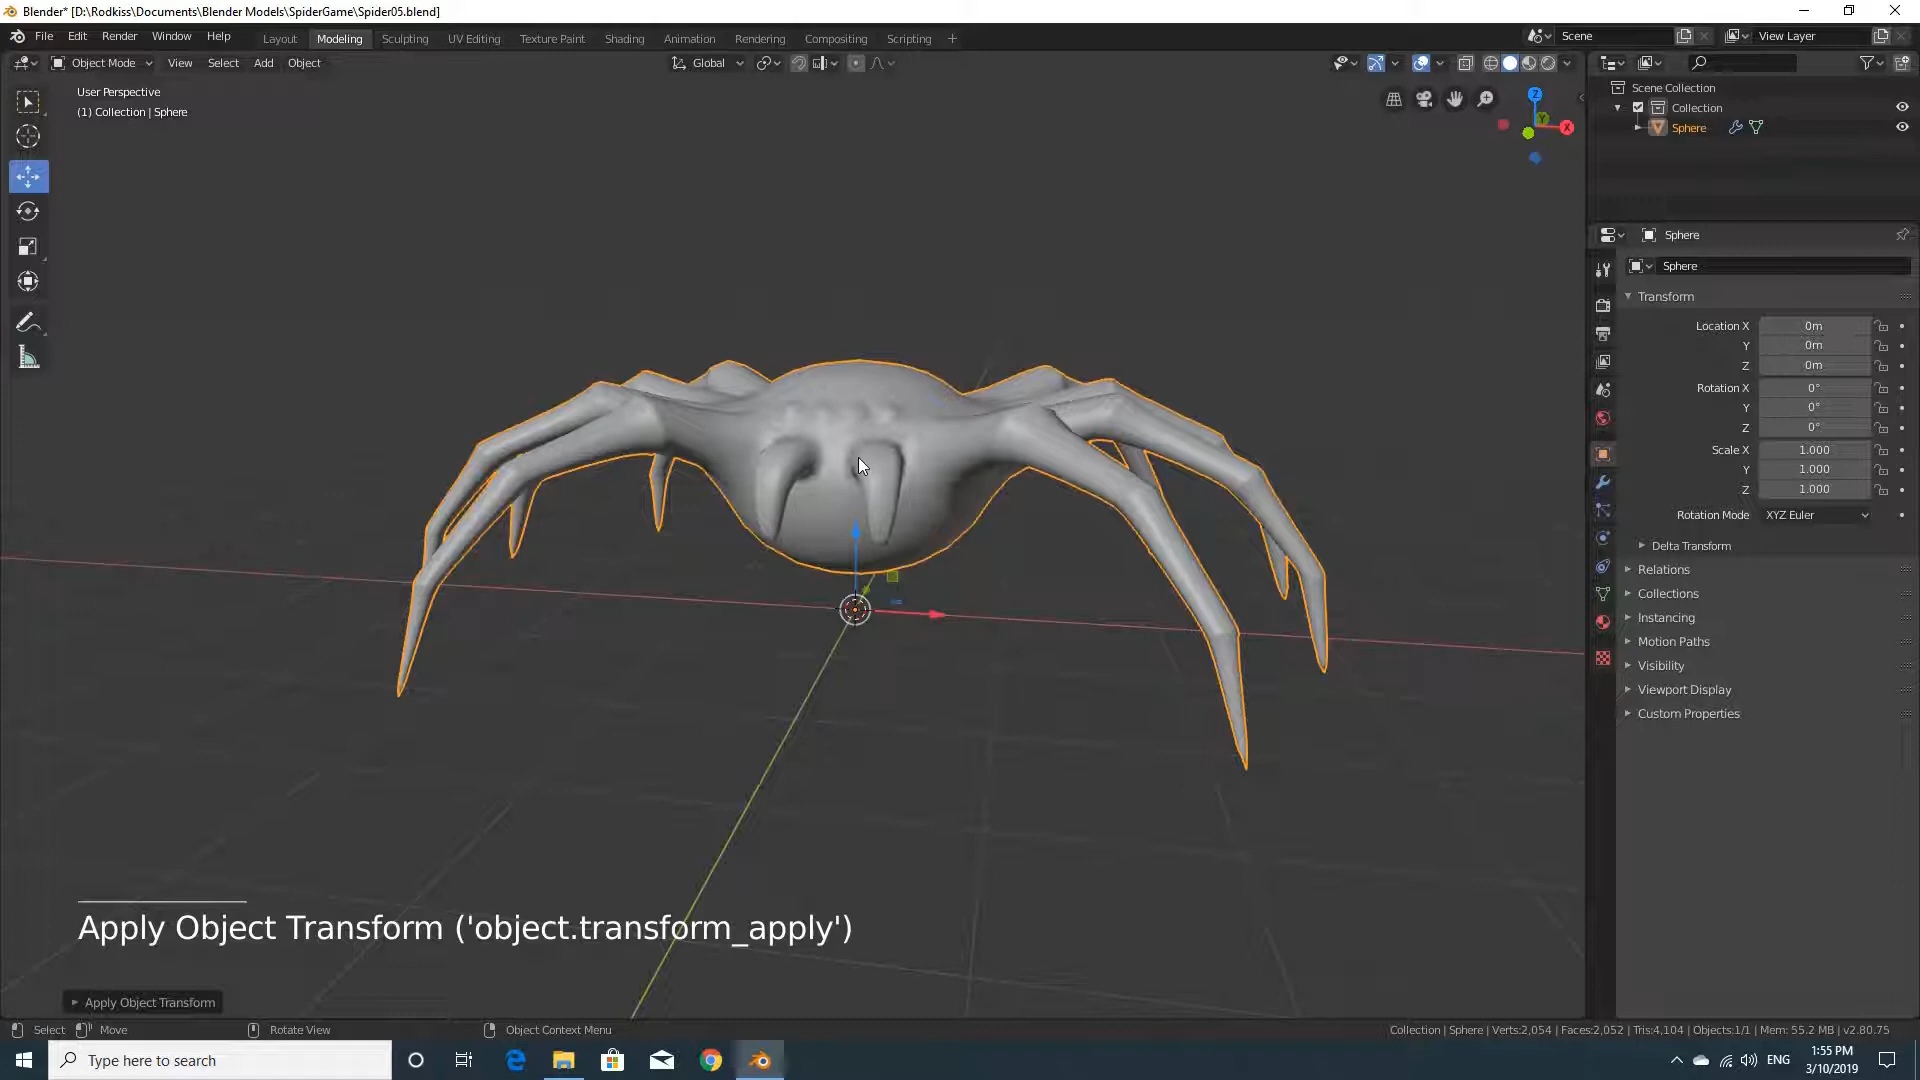 Blender* [D:\Rodkiss\Documents\Blender Models\SpiderGame\Spider05.blend]
File Edit Render Window Help
Layout Modeling Sculpting UV Editing Texture Paint Shading Animation Rendering Compositing Scripting +
Scene
View Layer
Object Mode View Select Add Object
Global
User Perspective
(1) Collection | Sphere
Z
Y
X
Scene Collection
Collection
Sphere
Sphere
Sphere
Transform
Location X 0m
Y 0m
Z 0m
Rotation X 0°
Y 0°
Z 0°
Scale X 1.000
Y 1.000
Z 1.000
Rotation Mode XYZ Euler
Delta Transform
Relations
Collections
Instancing
Motion Paths
Visibility
Viewport Display
Custom Properties
Apply Object Transform ('object.transform_apply')
Apply Object Transform
Select Move Rotate View Object Context Menu
Collection | Sphere | Verts:2,054 | Faces:2,052 | Tris:4,104 | Objects:1/1 | Mem: 55.2 MB | v2.80.75
Type here to search
ENG
1:55 PM
3/10/2019